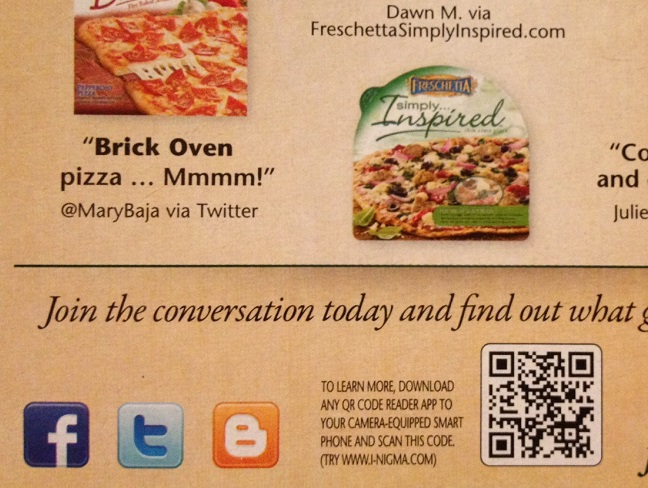 Dawn M. via
FreschettaSimplyInspired.com
FRESCHETTA
simply...
Inspired
"Brick Oven
pizza ... Mmmm!"
@MaryBaja via Twitter
"Co
and
Julie
Join the conversation today and find out what g
TO LEARN MORE, DOWNLOAD
ANY QR CODE READER APP TO
YOUR CAMERA-EQUIPPED SMART
PHONE AND SCAN THIS CODE.
(TRY WWW.I-NIGMA.COM)